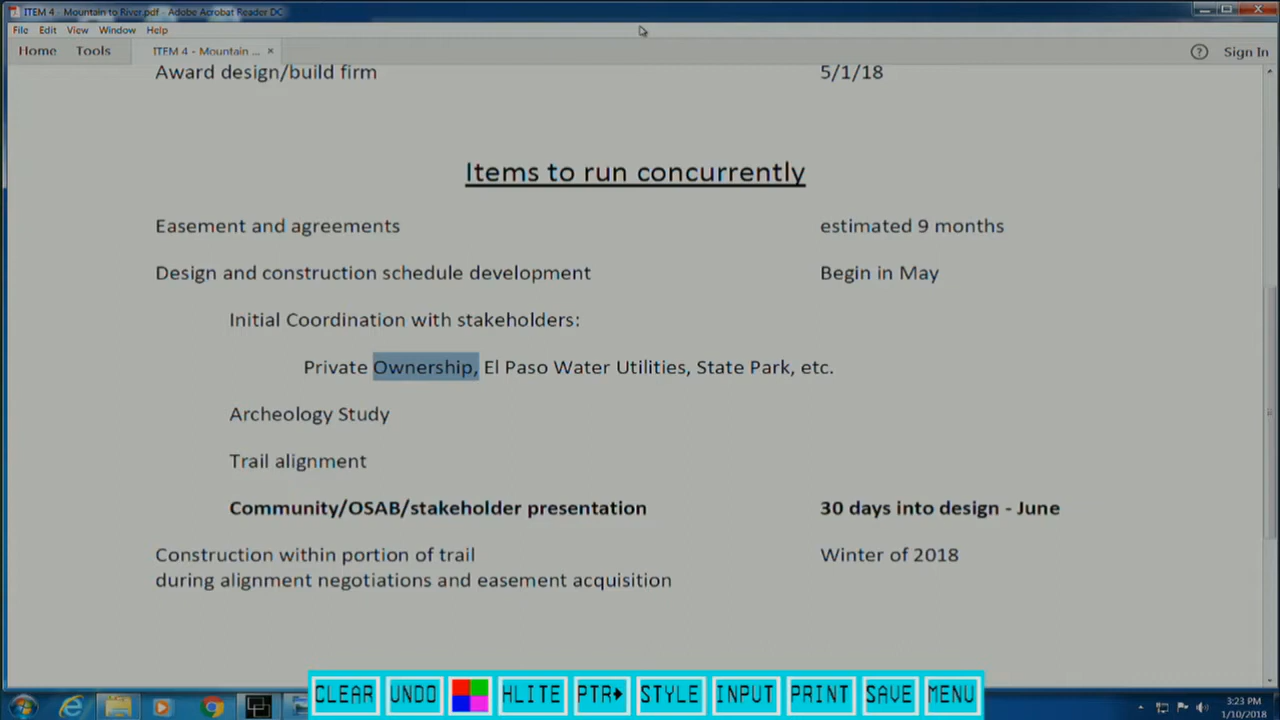 ITEM 4 - Mountain to River.pdf - Adobe Acrobat Reader DC
File Edit View Window Help
Home Tools ITEM 4 - Mountain ... × ? Sign In
Award design/build firm 5/1/18
Items to run concurrently
Easement and agreements estimated 9 months
Design and construction schedule development Begin in May
Initial Coordination with stakeholders:
Private Ownership, El Paso Water Utilities, State Park, etc.
Archeology Study
Trail alignment
Community/OSAB/stakeholder presentation 30 days into design - June
Construction within portion of trail Winter of 2018
during alignment negotiations and easement acquisition
CLEAR UNDO HLITE PTR STYLE INPUT PRINT SAVE MENU
3:23 PM
1/10/2018